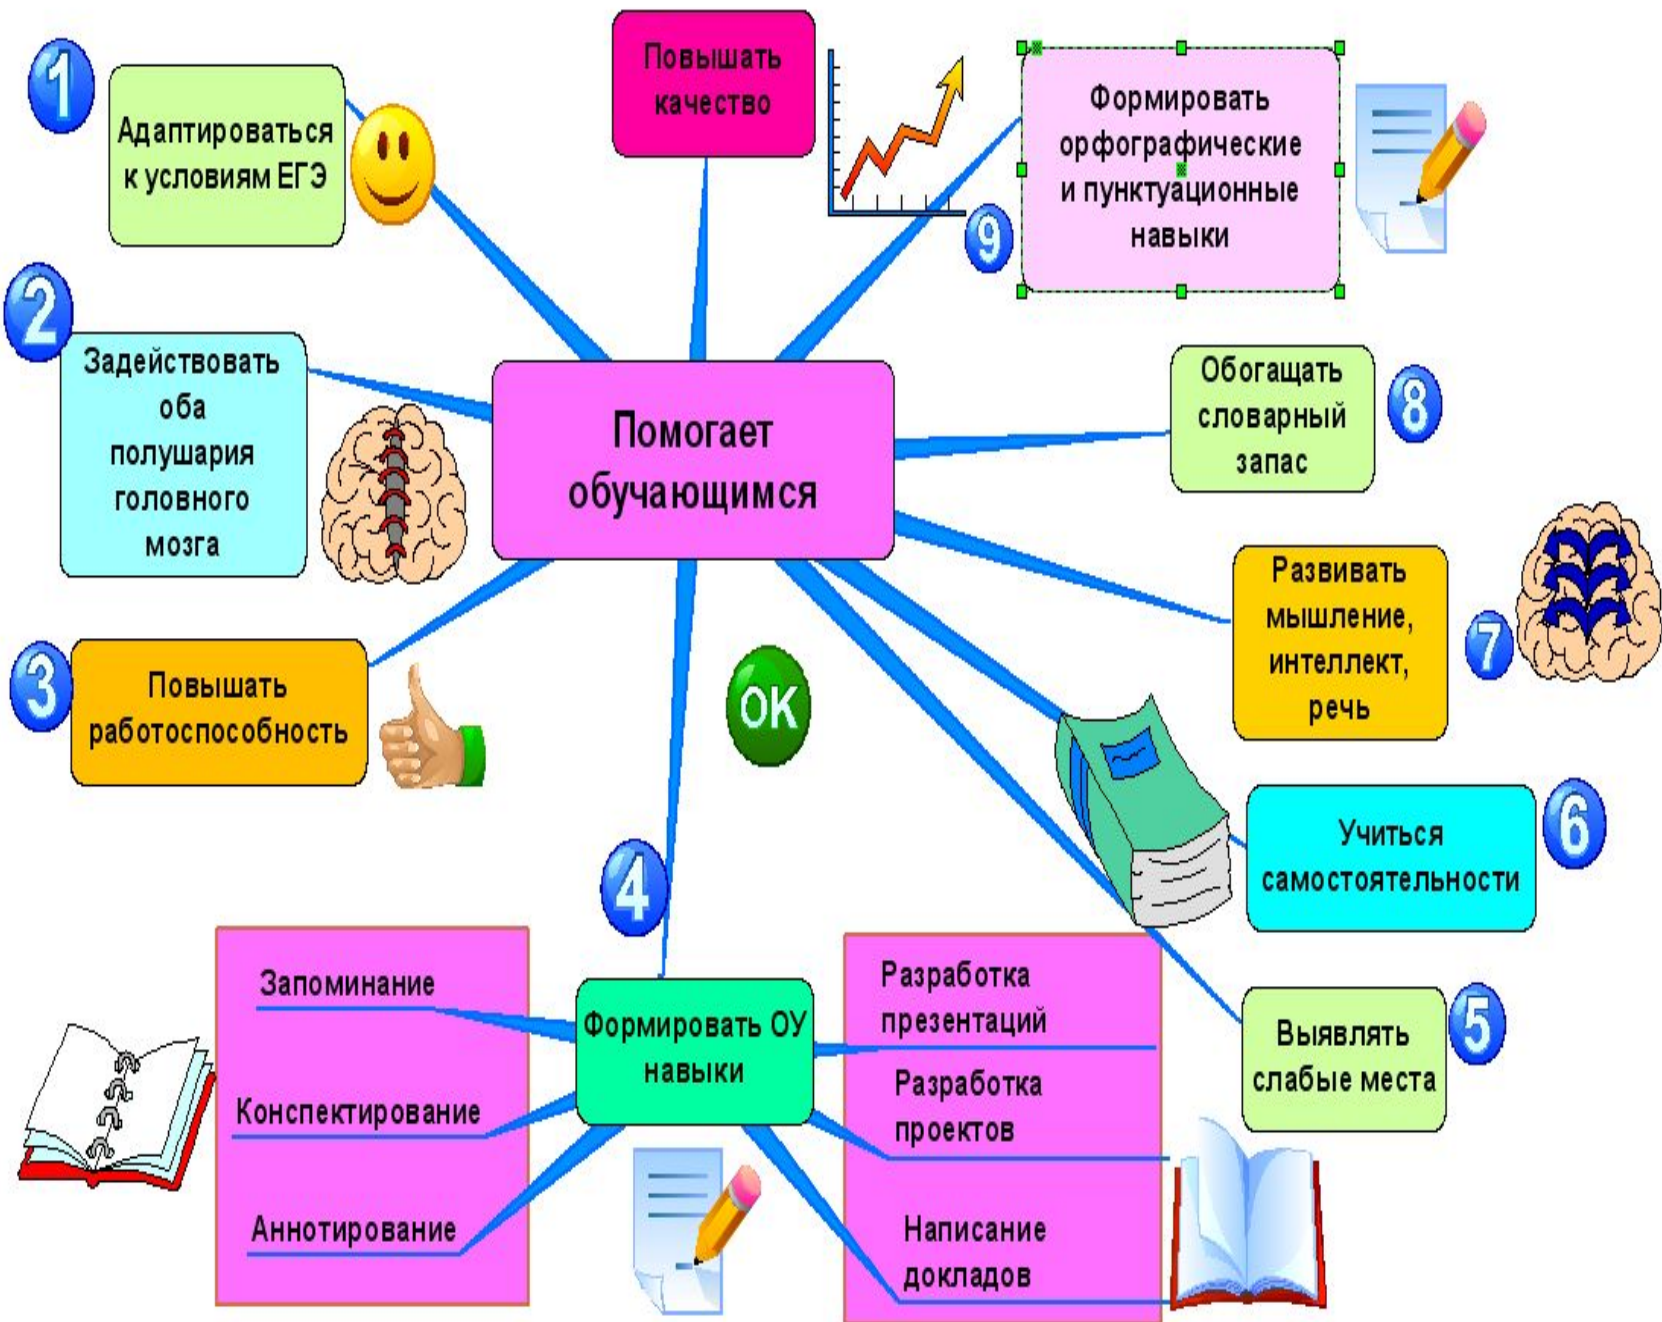 1
Адаптироваться
к условиям ЕГЭ
Повышать
качество
9
Формировать
орфографические
и пунктуационные
навыки
2
Задействовать
оба
полушария
головного
мозга
Помогает
обучающимся
Обогащать
словарный
запас
8
Развивать
мышление,
интеллект,
речь
7
3
Повышать
работоспособность
ОК
Учиться
самостоятельности
6
4
Формировать ОУ
навыки
Запоминание
Конспектирование
Аннотирование
Разработка
презентаций
Разработка
проектов
Написание
докладов
Выявлять
слабые места
5